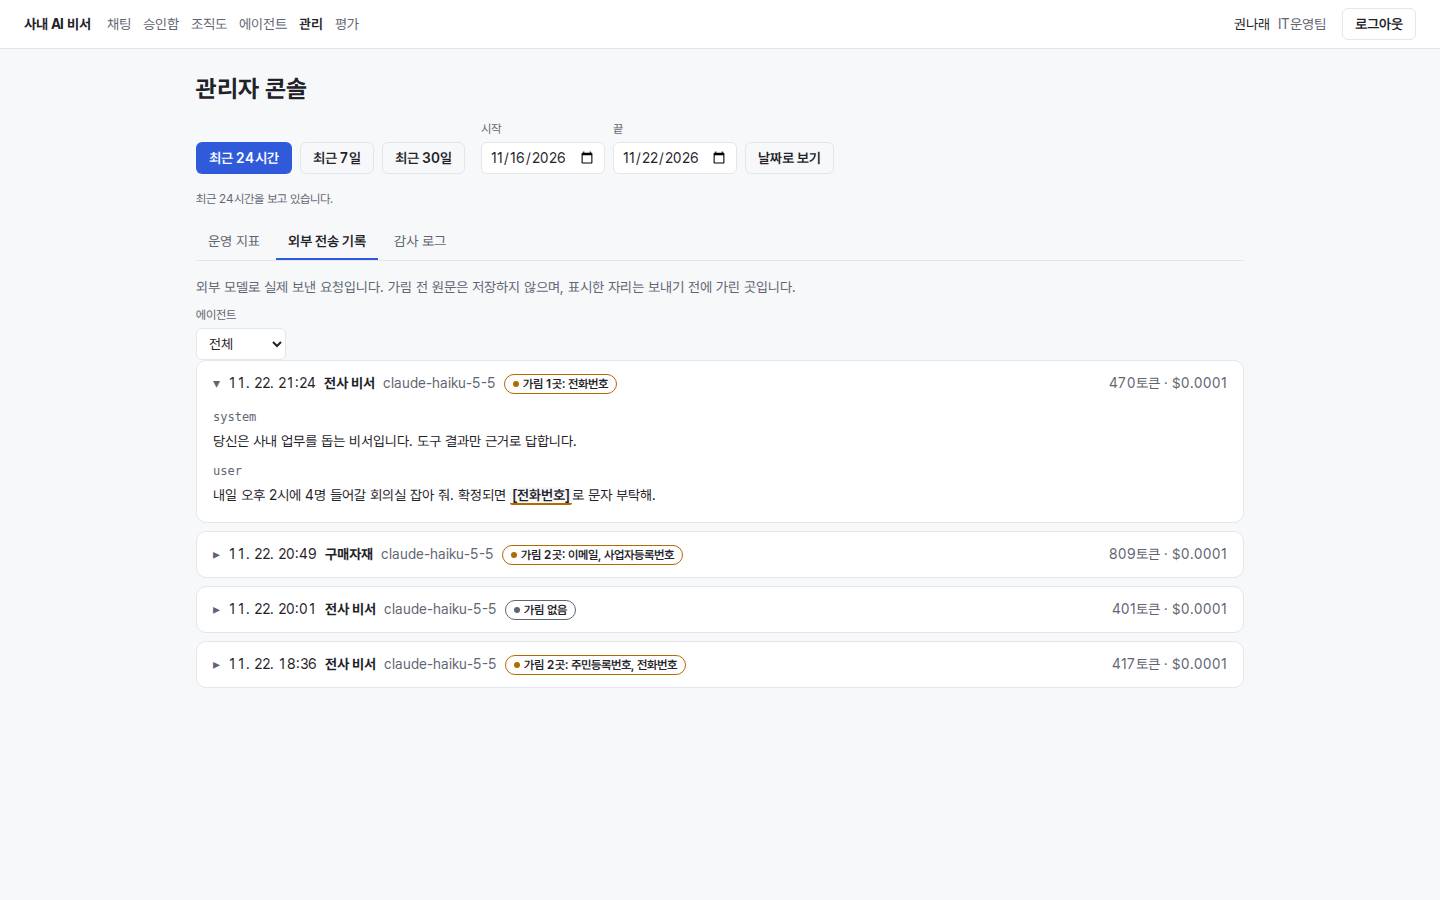 사내 AI 비서 채팅 승인함 조직도 에이전트 관리 평가 권나래 IT운영팀 로그아웃
관리자 콘솔
시작 끝
최근 24시간 최근 7일 최근 30일 11/16/2026 11/22/2026 날짜로 보기
최근 24시간을 보고 있습니다.
운영 지표 외부 전송 기록 감사 로그
외부 모델로 실제 보낸 요청입니다. 가림 전 원문은 저장하지 않으며, 표시한 자리는 보내기 전에 가린 곳입니다.
에이전트
전체
▾ 11. 22. 21:24 전사 비서 claude-haiku-5-5 가림 1곳: 전화번호 470토큰 · $0.0001
system
당신은 사내 업무를 돕는 비서입니다. 도구 결과만 근거로 답합니다.
user
내일 오후 2시에 4명 들어갈 회의실 잡아 줘. 확정되면 [전화번호]로 문자 부탁해.
▸ 11. 22. 20:49 구매자재 claude-haiku-5-5 가림 2곳: 이메일, 사업자등록번호 809토큰 · $0.0001
▸ 11. 22. 20:01 전사 비서 claude-haiku-5-5 가림 없음 401토큰 · $0.0001
▸ 11. 22. 18:36 전사 비서 claude-haiku-5-5 가림 2곳: 주민등록번호, 전화번호 417토큰 · $0.0001